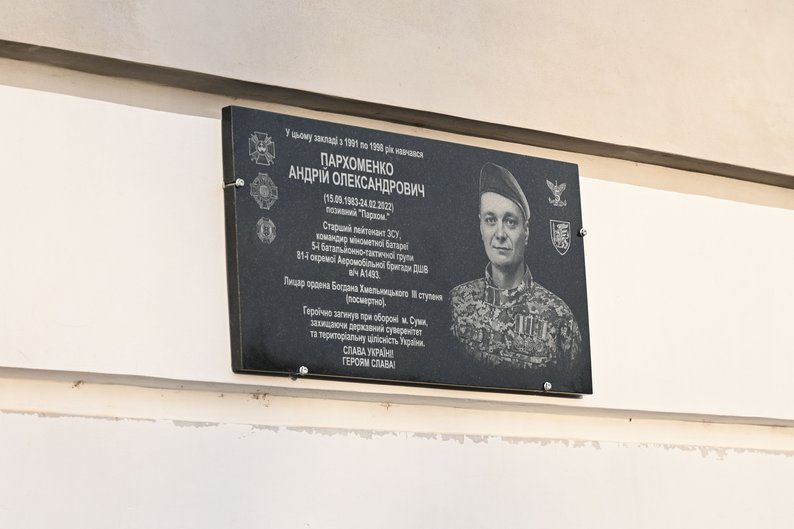 У цьому закладі з 1991 по 1998 рік навчався
ПАРХОМЕНКО
АНДРІЙ ОЛЕКСАНДРОВИЧ
(15.09.1983-24.02.2022)
позивний "Пархом."
Старший лейтенант ЗСУ,
командир мінометної батареї
5-ї батальйонно-тактичної групи
81-ї окремої Аеромобільної бригади ДШВ
в/ч А1493.
Лицар ордена Богдана Хмельницького ІІІ ступеня
(посмертно).
Героїчно загинув при обороні м. Суми,
захищаючи державний суверенітет
та територіальну цілісність України.
СЛАВА УКРАЇНІ!
ГЕРОЯМ СЛАВА!